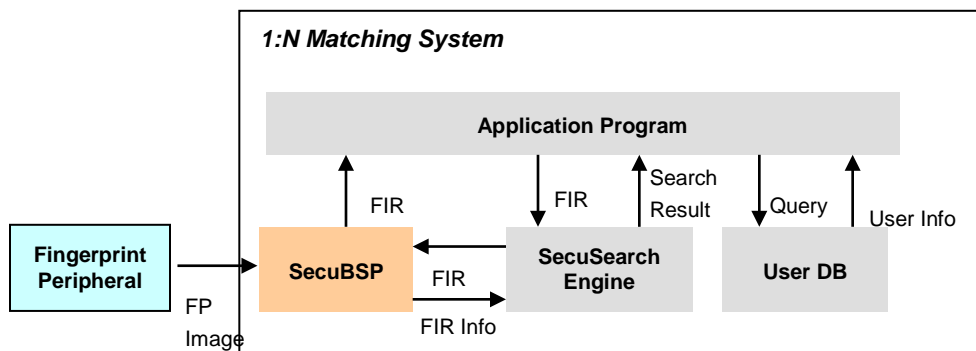 1:N Matching System
Application Program
FIR
FIR
Search
Result
Query
User Info
Fingerprint
Peripheral
SecuBSP
SecuSearch
Engine
User DB
FIR
FP
Image
FIR Info